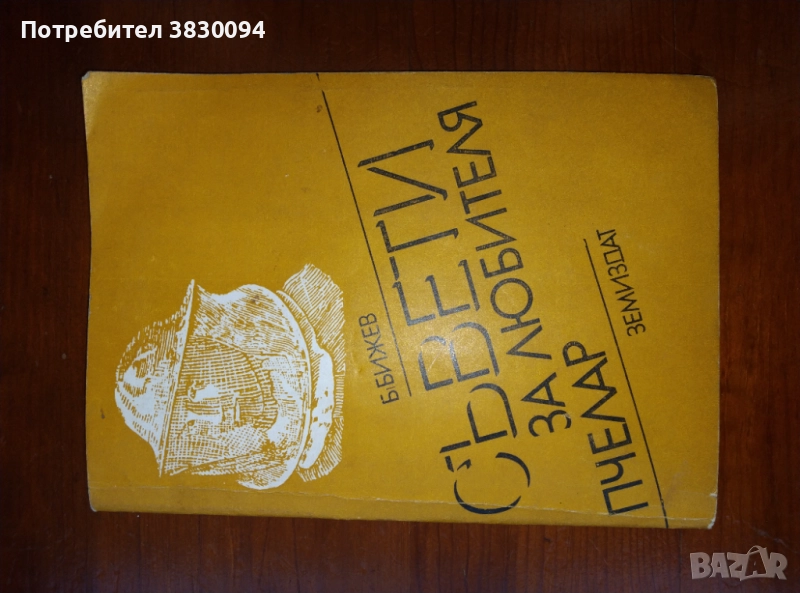 Потребител 3830094
Б. БИЖЕВ
СЪВЕТИ
ЗА ЛЮБИТЕЛЯ
ПЧЕЛАР
ЗЕМИЗДАТ
BAZAR